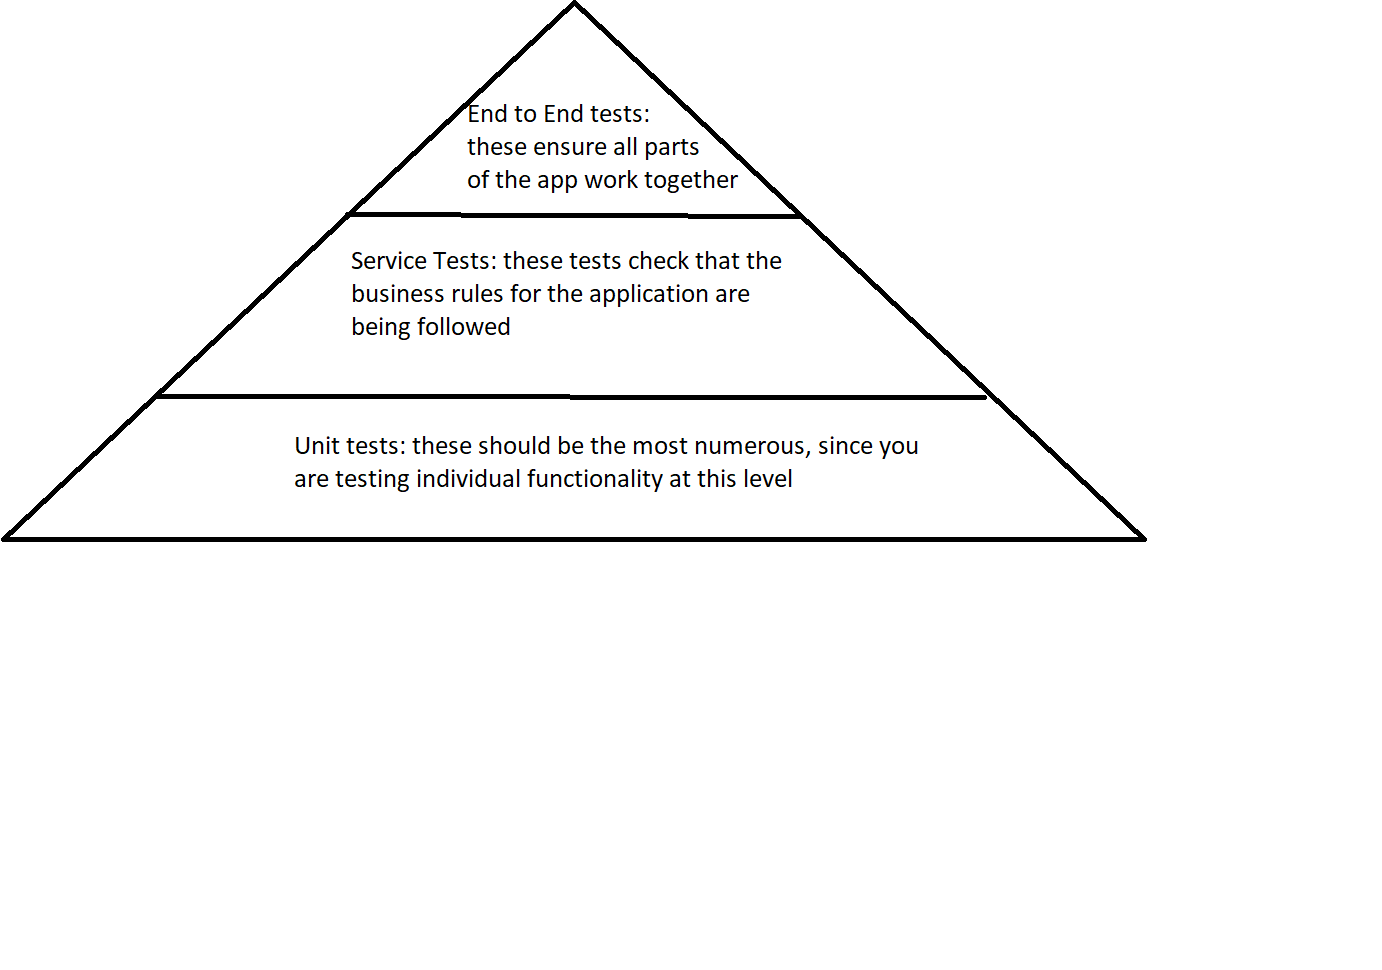 End to End tests:
these ensure all parts
of the app work together
Service Tests: these tests check that the
business rules for the application are
being followed
Unit tests: these should be the most numerous, since you
are testing individual functionality at this level